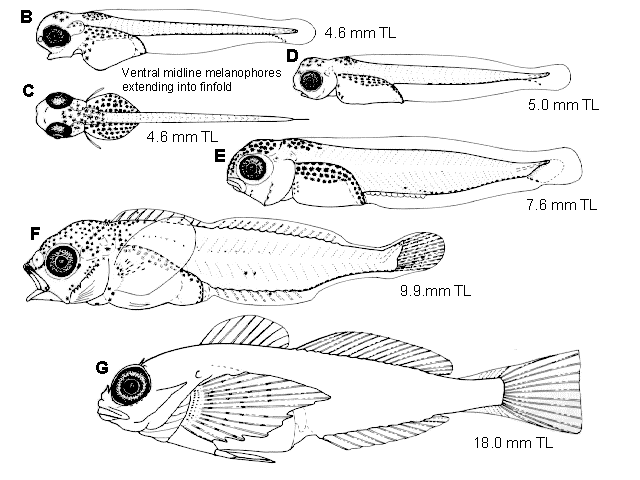 B
4.6 mm TL
D
Ventral midline melanophores
extending into finfold
C
5.0 mm TL
4.6 mm TL
E
7.6 mm TL
F
9.9.mm TL
G
18.0 mm TL